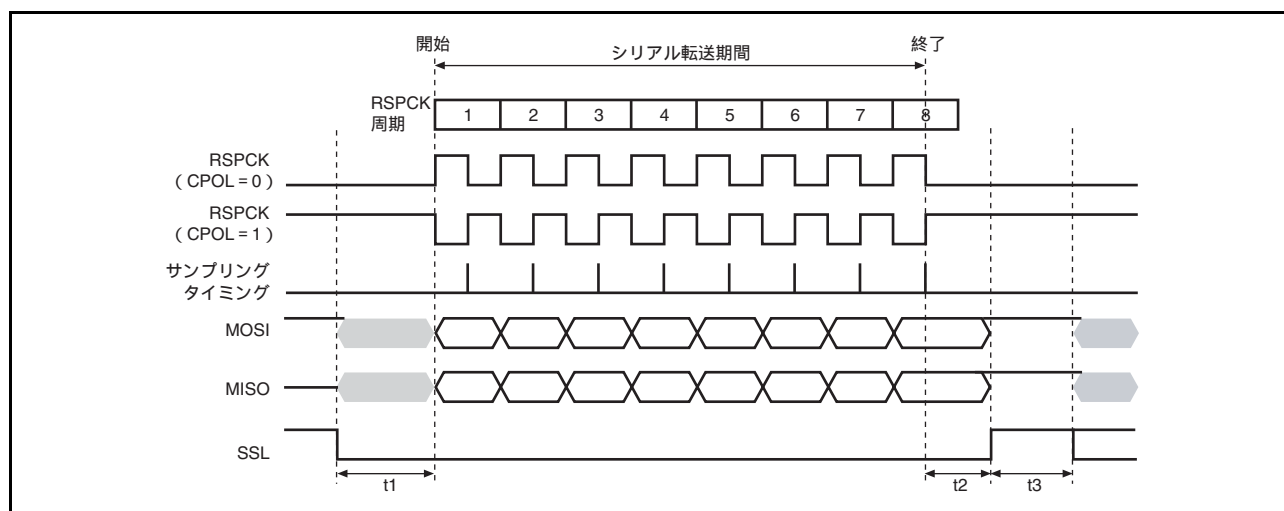 開始
終了
シリアル転送期間
RSPCK
周期
1 2 3 4 5 6 7 8
RSPCK
（CPOL = 0）
RSPCK
（CPOL = 1）
サンプリング
タイミング
MOSI
MISO
SSL
t1
t2
t3